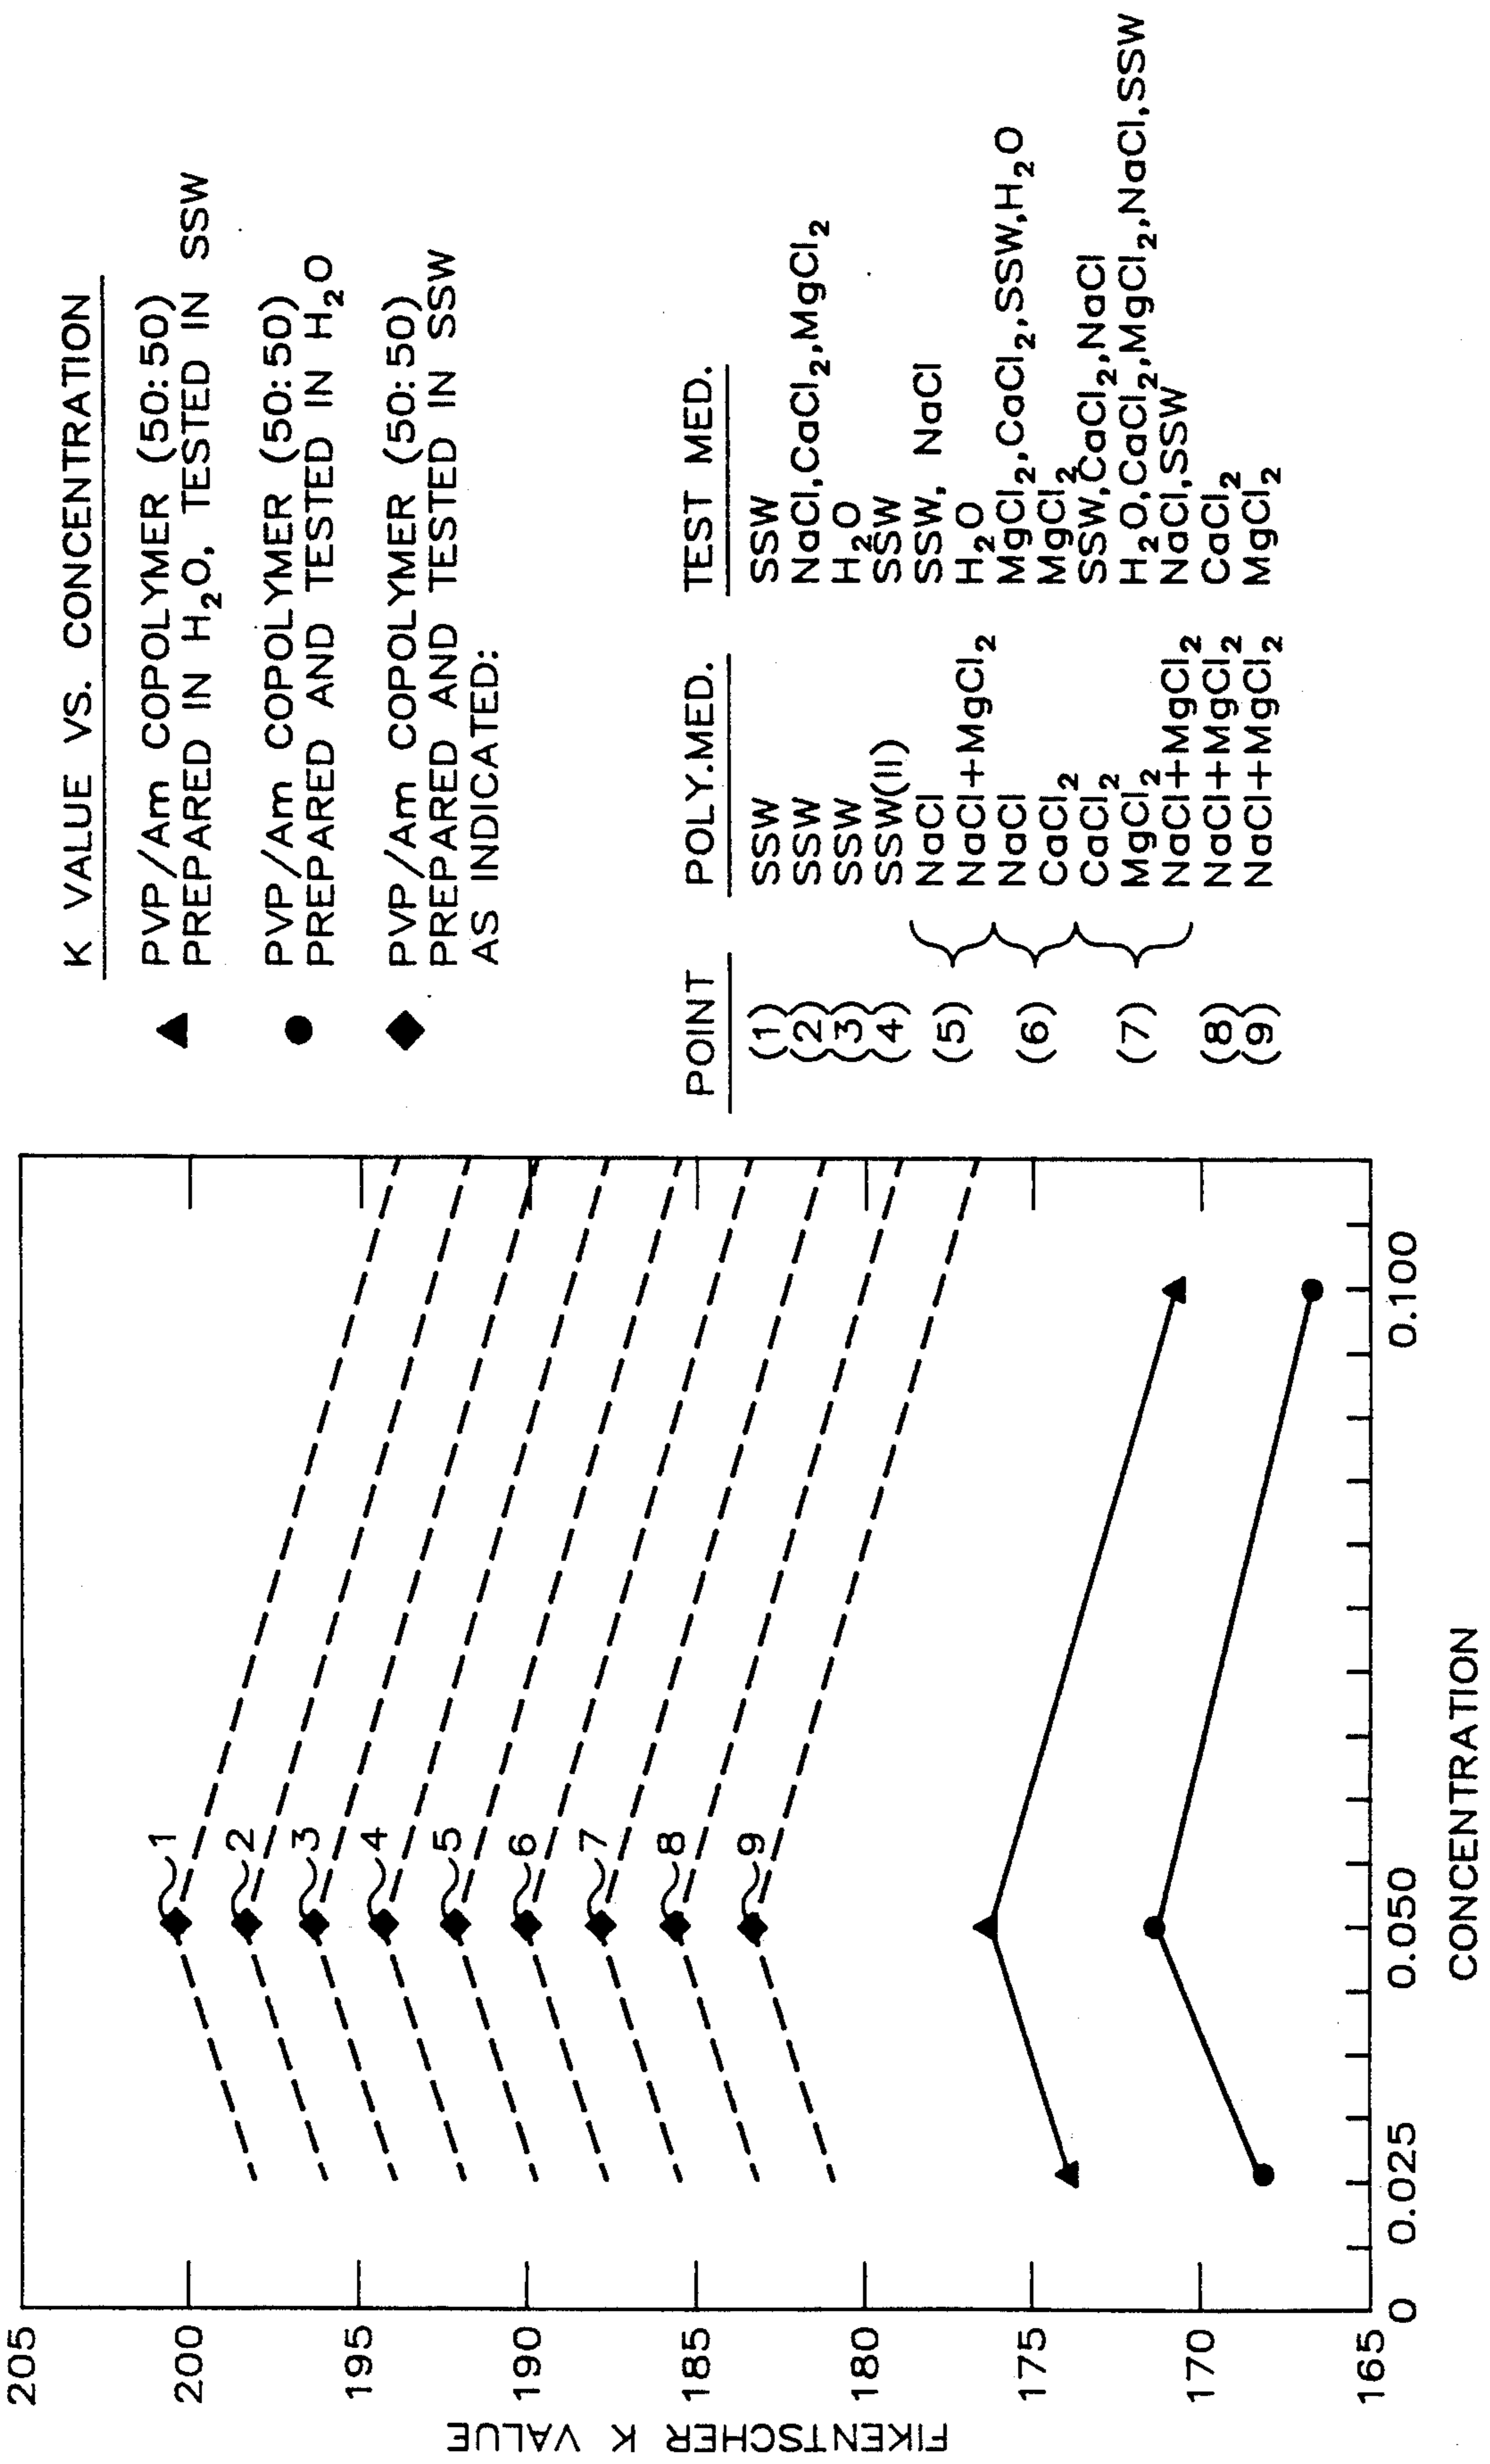 K VALUE VS. CONCENTRATION
▲ PVP/Am COPOLYMER (50:50)
PREPARED IN H₂O, TESTED IN SSW
● PVP/Am COPOLYMER (50:50)
PREPARED AND TESTED IN H₂O
◆ PVP/Am COPOLYMER (50:50)
PREPARED AND TESTED IN SSW
AS INDICATED:
POINT POLY.MED. TEST MED.
(1) SSW SSW
(2) SSW NaCl,CaCl₂,MgCl₂
(3) SSW H₂O
(4) SSW(II) SSW
NaCl SSW, NaCl
(5)
NaCl+MgCl₂ H₂O
NaCl MgCl₂,CaCl₂,SSW,H₂O
(6)
CaCl₂ MgCl₂
CaCl₂ SSW,CaCl₂,NaCl
(7) MgCl₂ H₂O,CaCl₂,MgCl₂,NaCl,SSW
NaCl+MgCl₂ NaCl,SSW
(8) NaCl+MgCl₂ CaCl₂
(9) NaCl+MgCl₂ MgCl₂
FIKENTSCHER K VALUE
205
200
195
190
185
180
175
170
165
1
2
3
4
5
6
7
8
9
0 0.025 0.050 0.100
CONCENTRATION